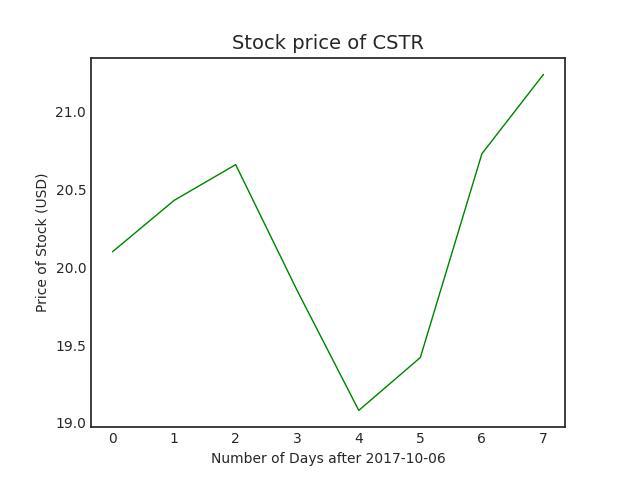 Stock price of CSTR
Price of Stock (USD)
21.0
20.5
20.0
19.5
19.0
0 1 2 3 4 5 6 7
Number of Days after 2017-10-06